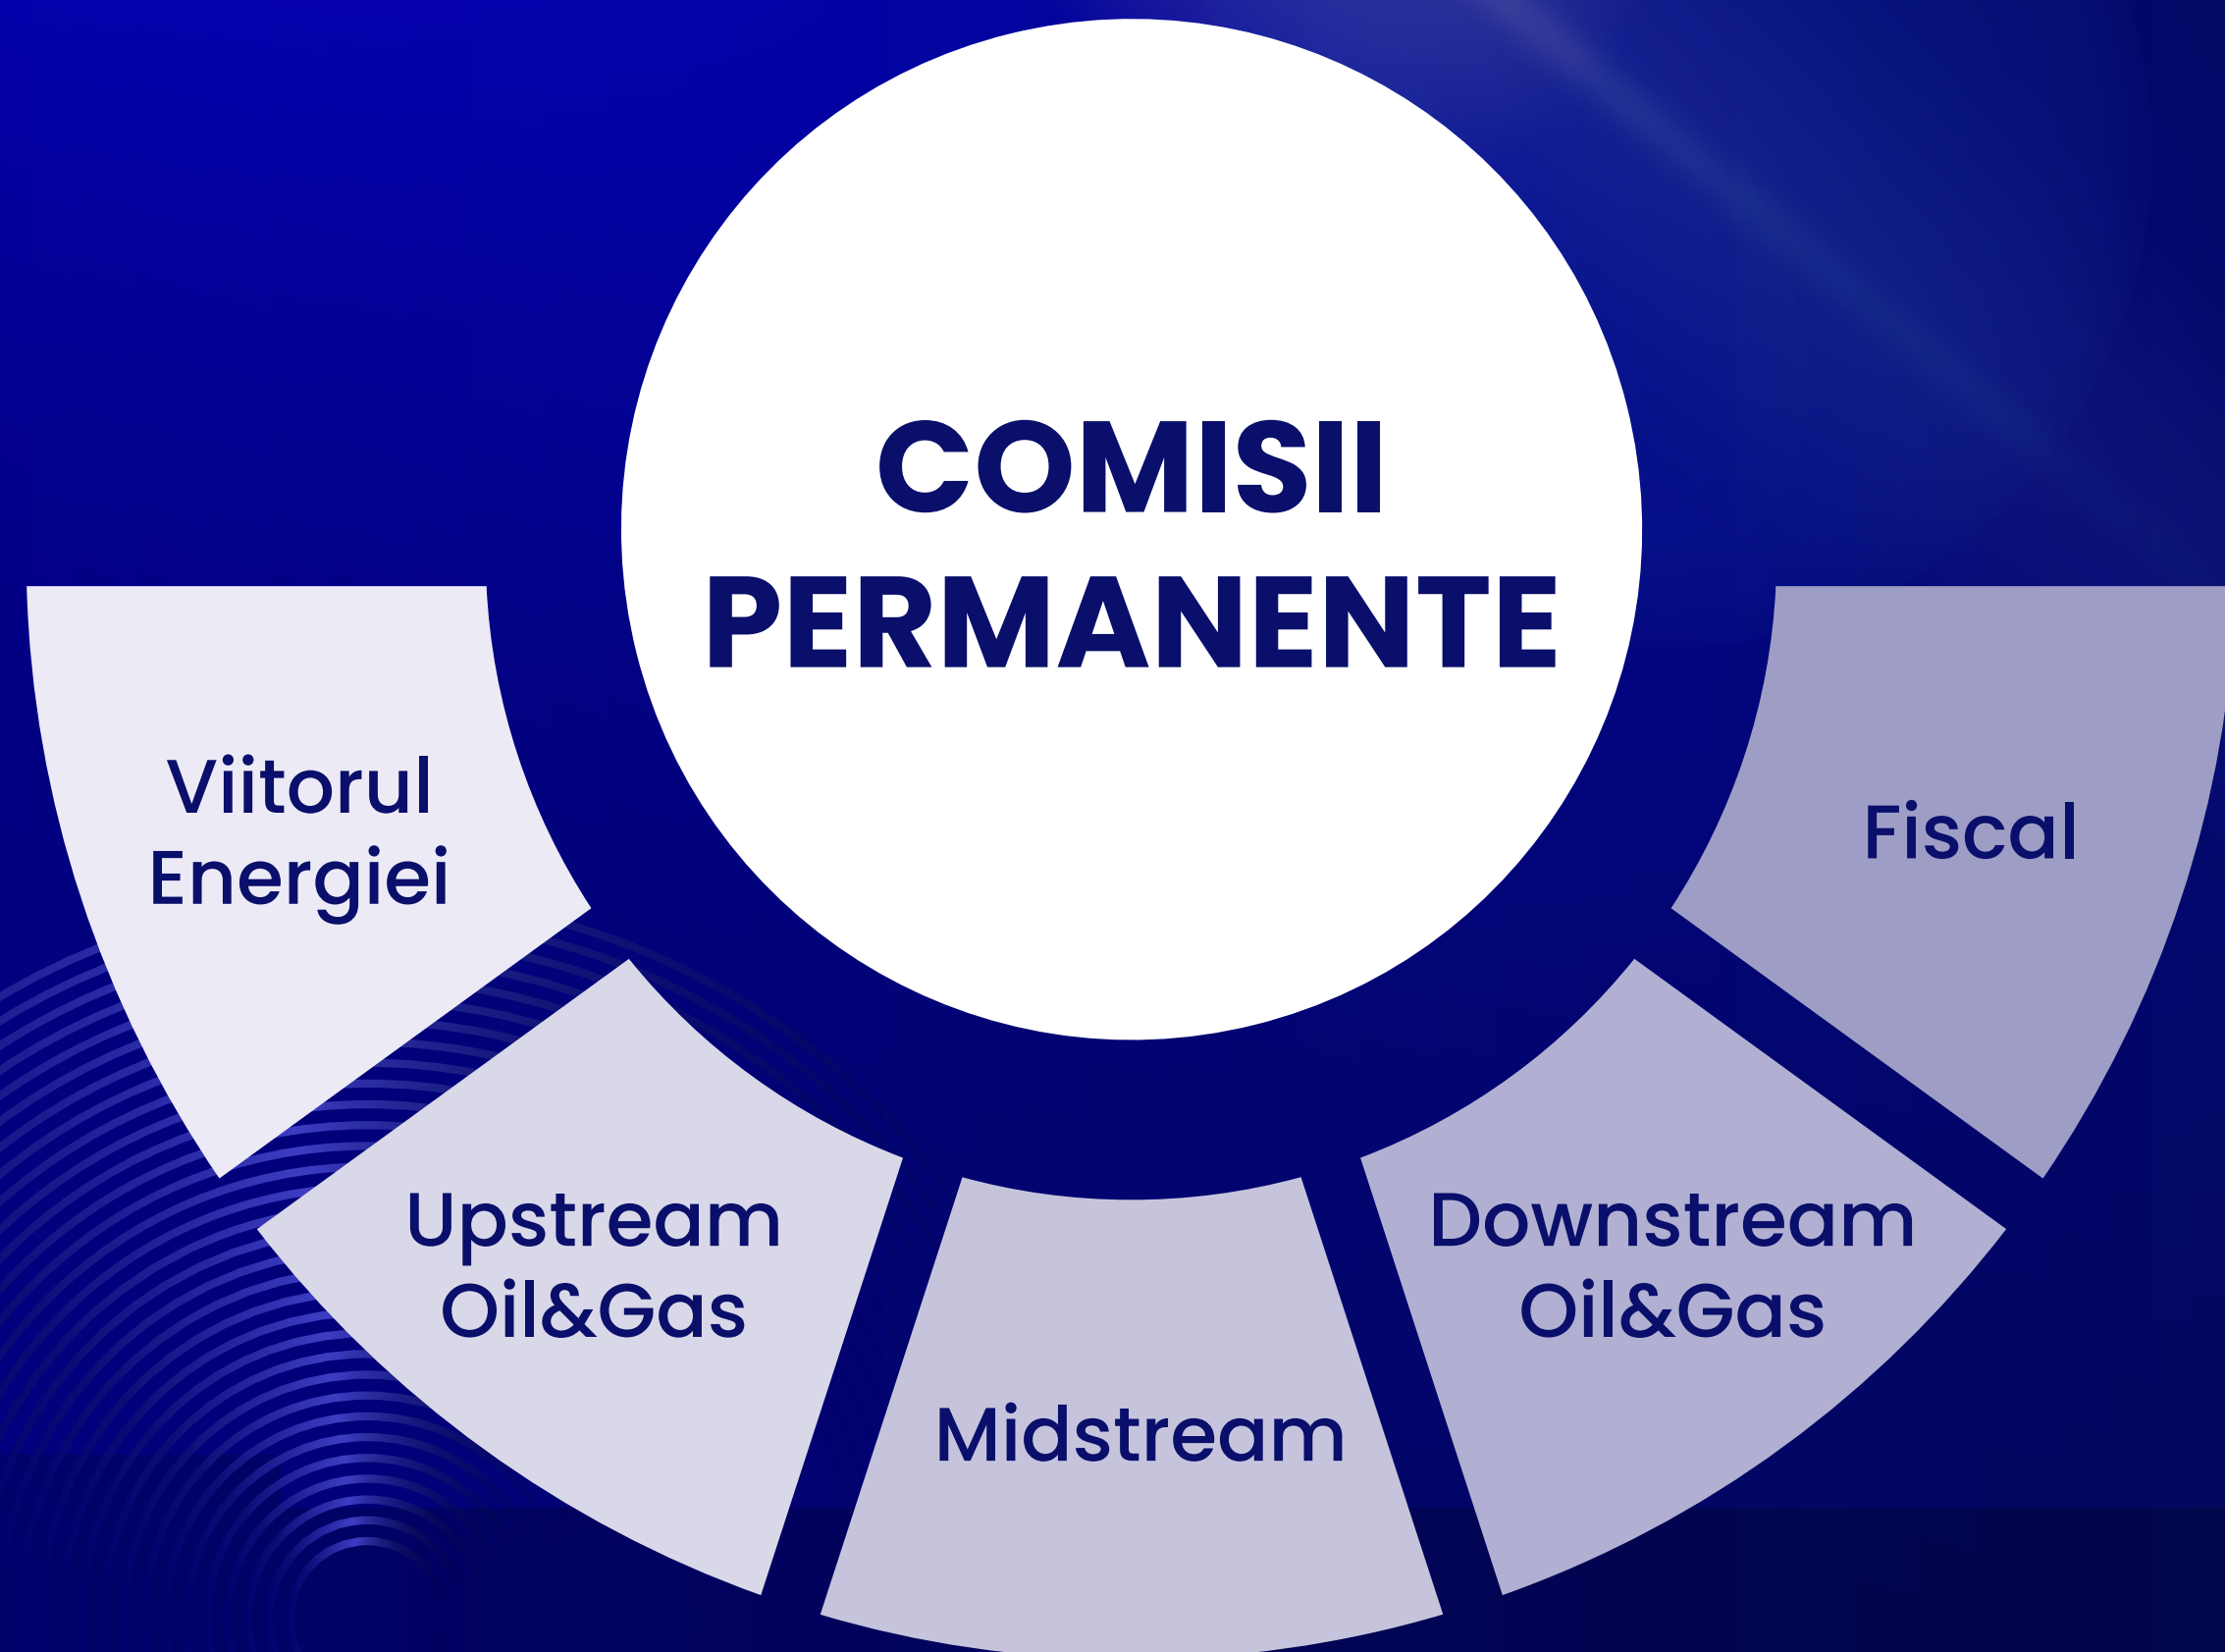 COMISII
PERMANENTE
Viitorul
Energiei
Upstream
Oil&Gas
Midstream
Downstream
Oil&Gas
Fiscal